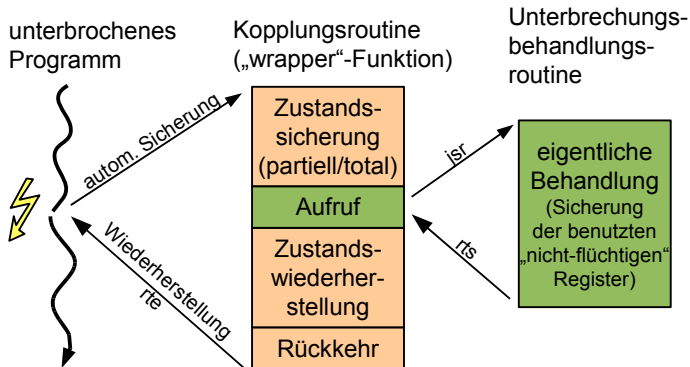 unterbrochenes
Programm
Kopplungsroutine
(„wrapper“-Funktion)
Unterbrechungs-
behandlungs-
routine
autom. Sicherung
Zustands-
sicherung
(partiell/total)
Aufruf
Zustands-
wiederher-
stellung
Rückkehr
Wiederherstellung
rte
jsr
rts
eigentliche
Behandlung
(Sicherung
der benutzten
„nicht-flüchtigen“
Register)